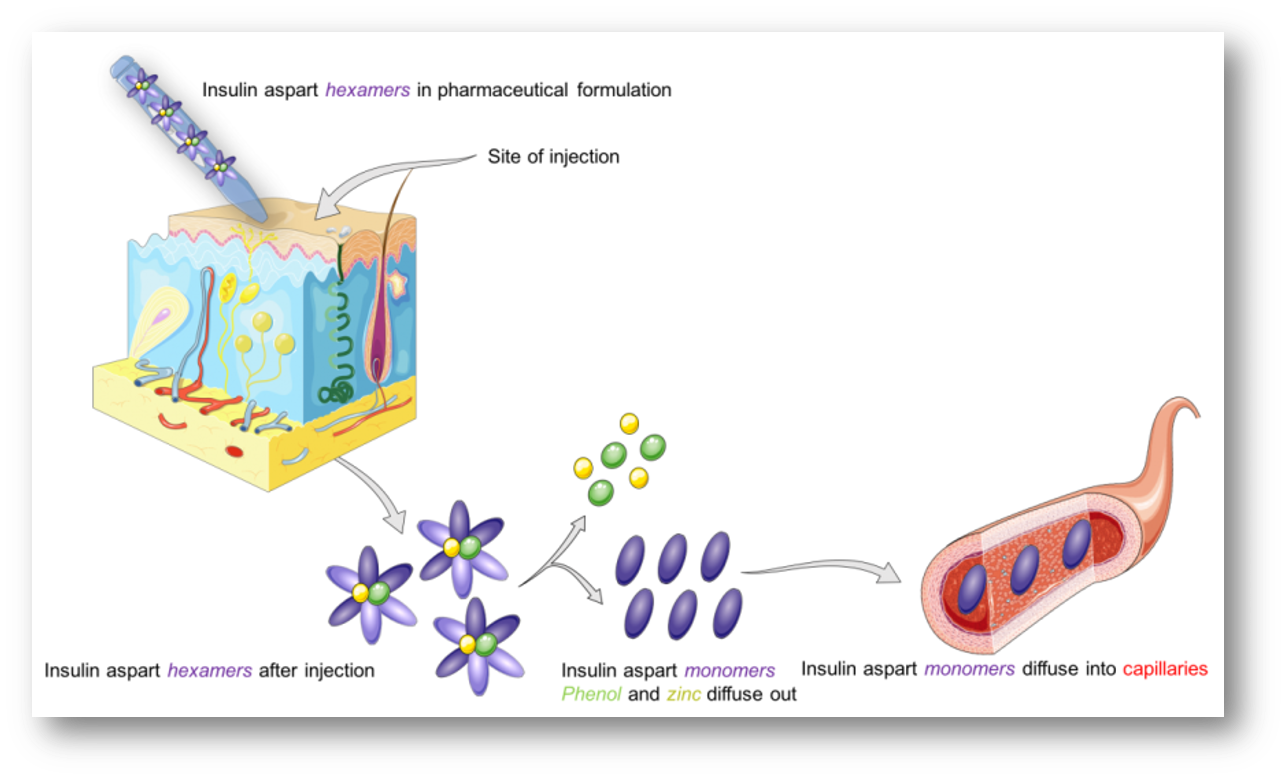 Insulin aspart hexamers in pharmaceutical formulation
Site of injection
Insulin aspart hexamers after injection
Insulin aspart monomers
Phenol and zinc diffuse out
Insulin aspart monomers diffuse into capillaries